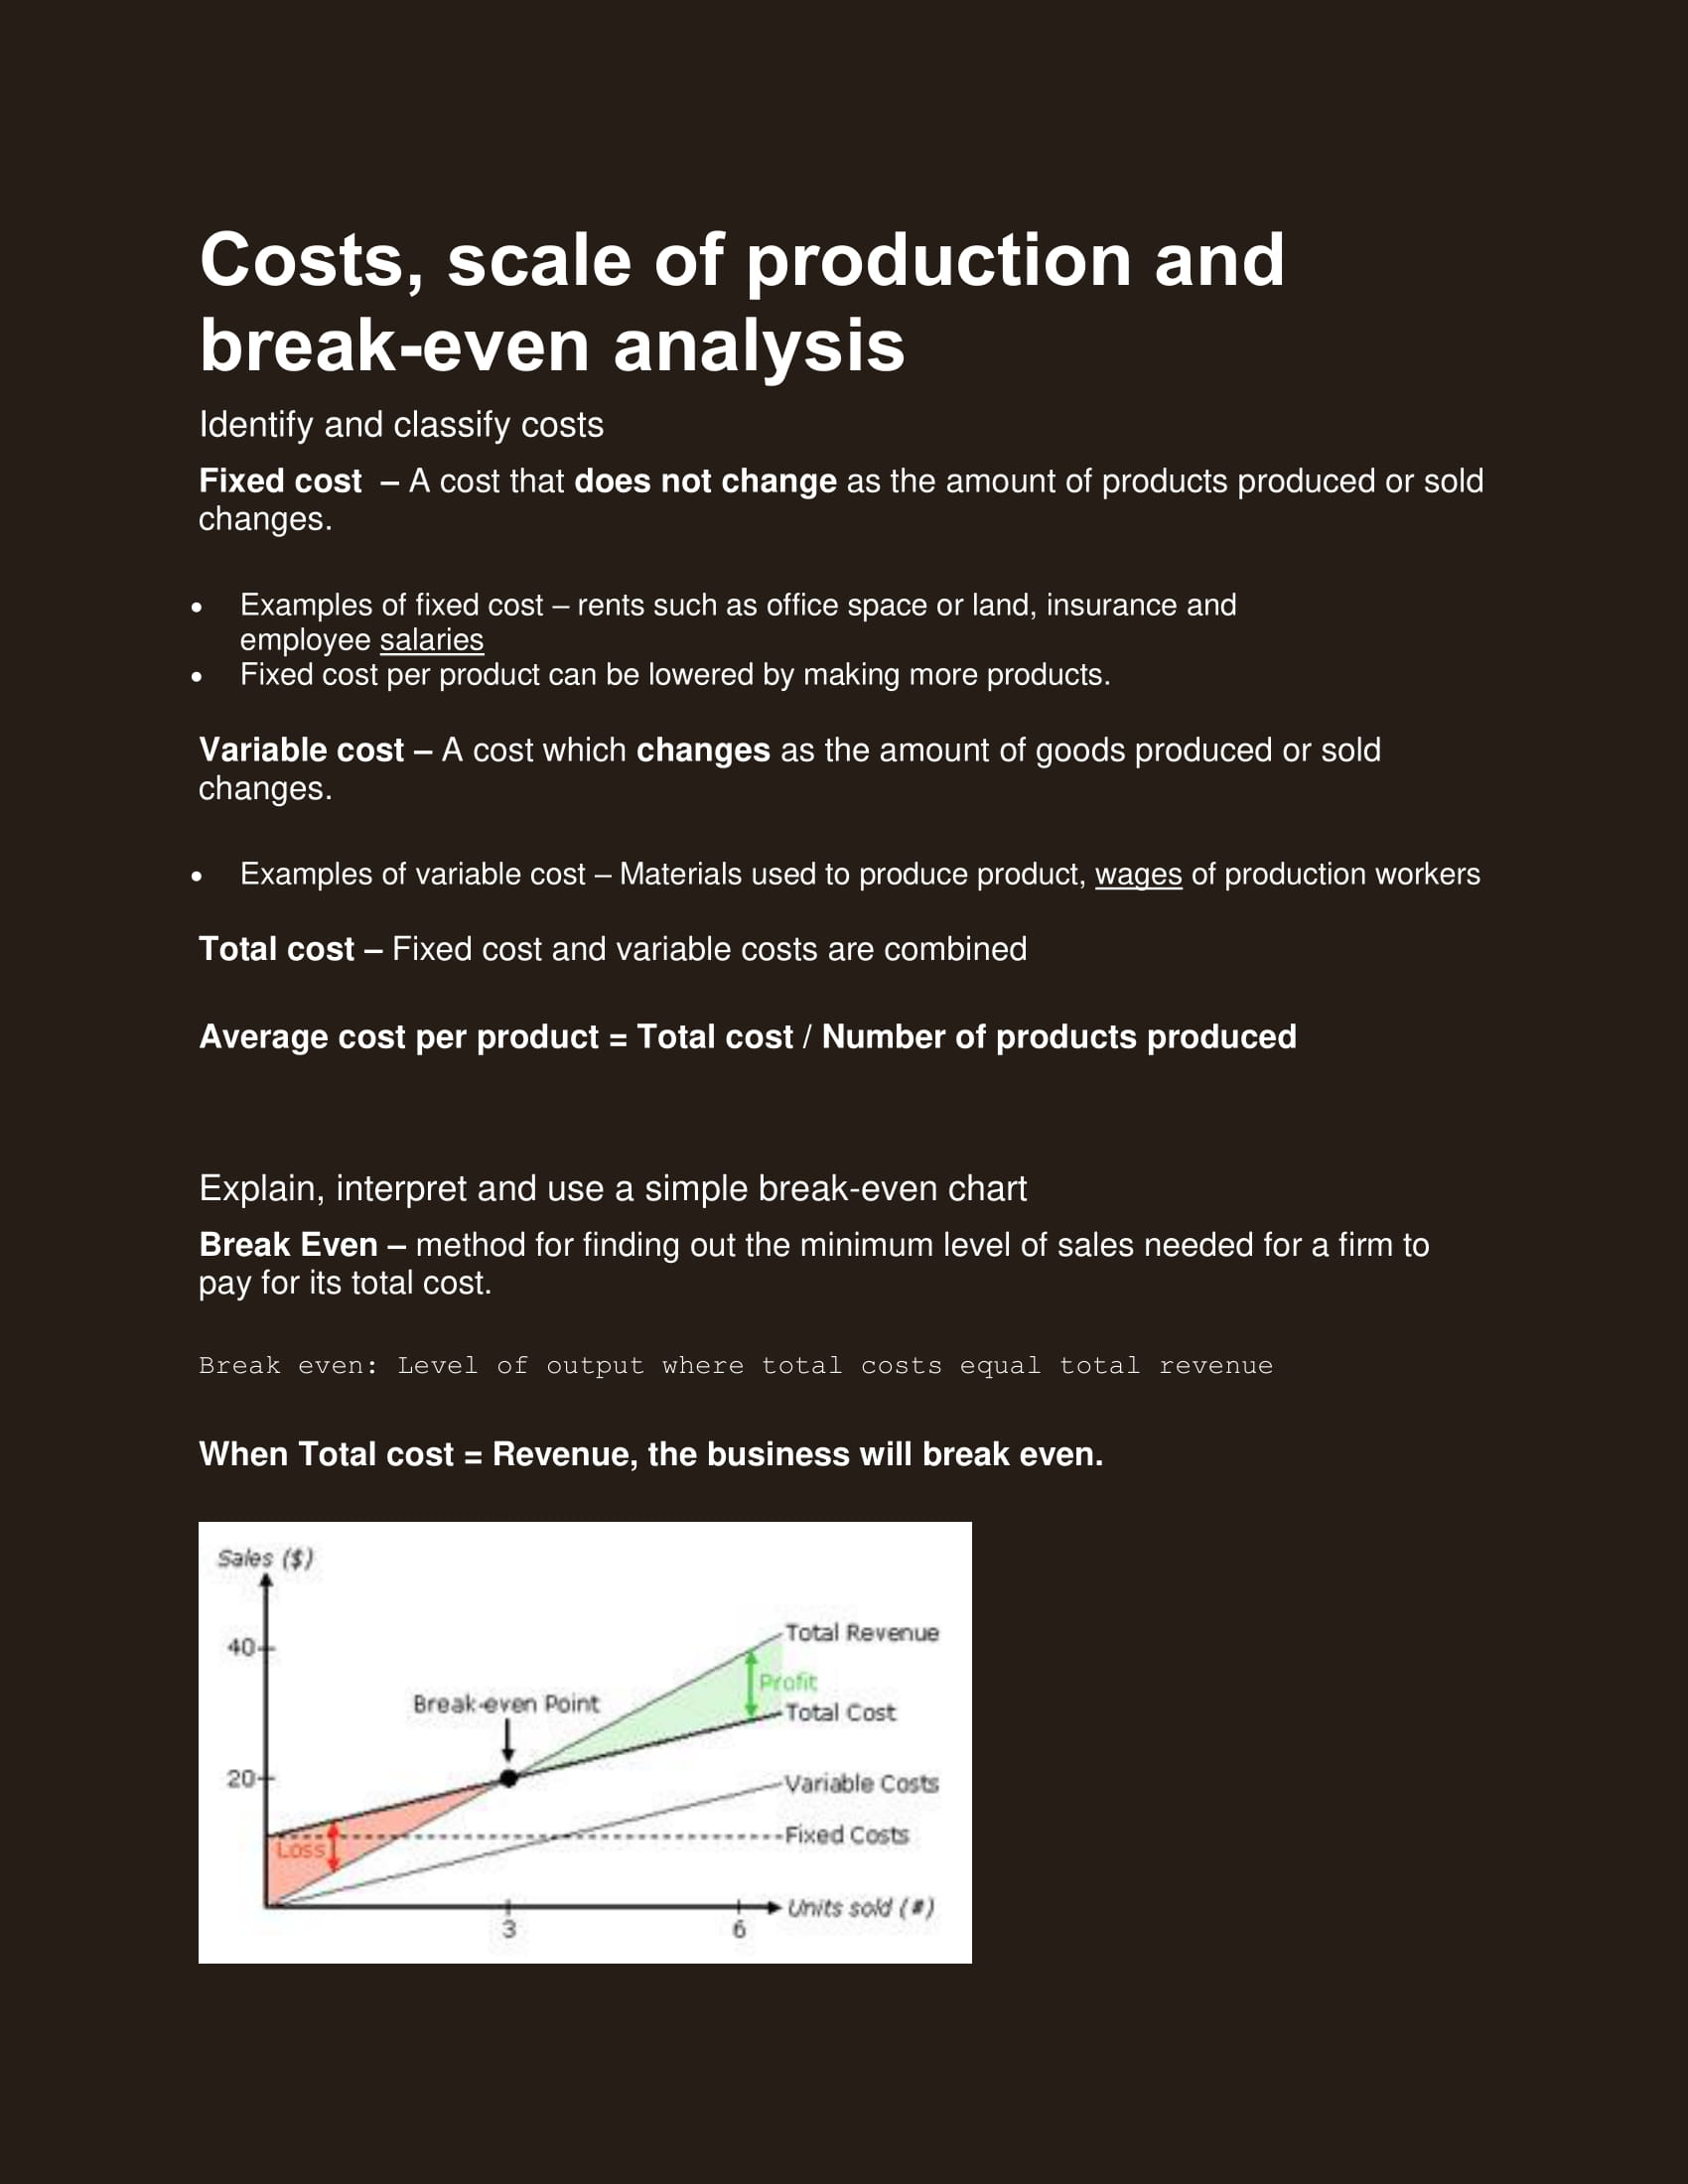 Costs, scale of production and
break-even analysis
Identify and classify costs
Fixed cost  – A cost that does not change as the amount of products produced or sold
changes.
• Examples of fixed cost – rents such as office space or land, insurance and
employee salaries
• Fixed cost per product can be lowered by making more products.
Variable cost – A cost which changes as the amount of goods produced or sold
changes.
• Examples of variable cost – Materials used to produce product, wages of production workers
Total cost – Fixed cost and variable costs are combined
Average cost per product = Total cost / Number of products produced
Explain, interpret and use a simple break-even chart
Break Even – method for finding out the minimum level of sales needed for a firm to
pay for its total cost.
Break even: Level of output where total costs equal total revenue
When Total cost = Revenue, the business will break even.
Sales ($)
40
Total Revenue
Profit
Break-even Point
Total Cost
20
Variable Costs
Fixed Costs
Loss
Units sold (#)
3
6